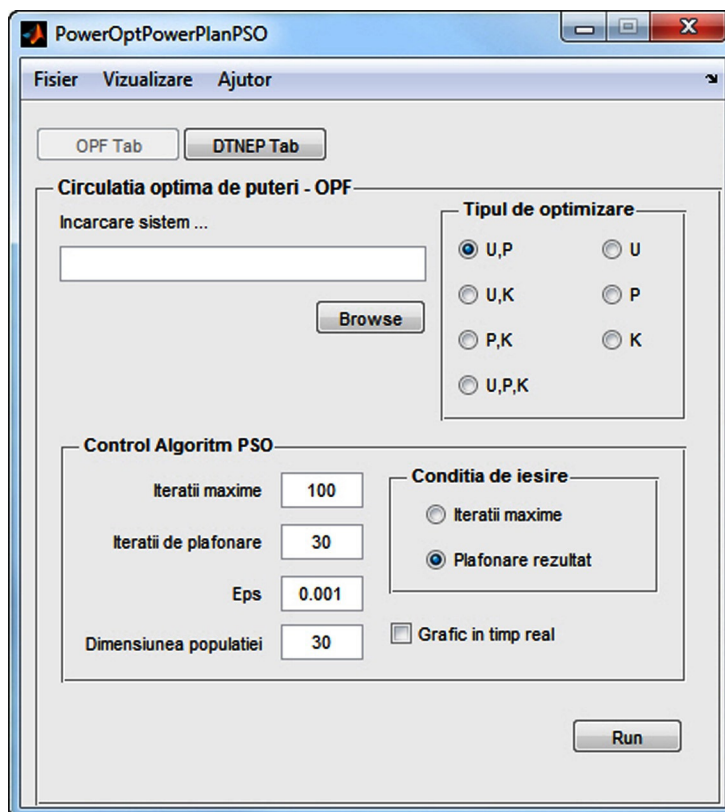 PowerOptPowerPlanPSO
Fisier Vizualizare Ajutor
OPF Tab DTNEP Tab
Circulatia optima de puteri - OPF
Incarcare sistem ...
Browse
Tipul de optimizare
U,P U
U,K P
P,K K
U,P,K
Control Algoritm PSO
Iteratii maxime 100
Iteratii de plafonare 30
Eps 0.001
Dimensiunea populatiei 30
Conditia de iesire
Iteratii maxime
Plafonare rezultat
Grafic in timp real
Run